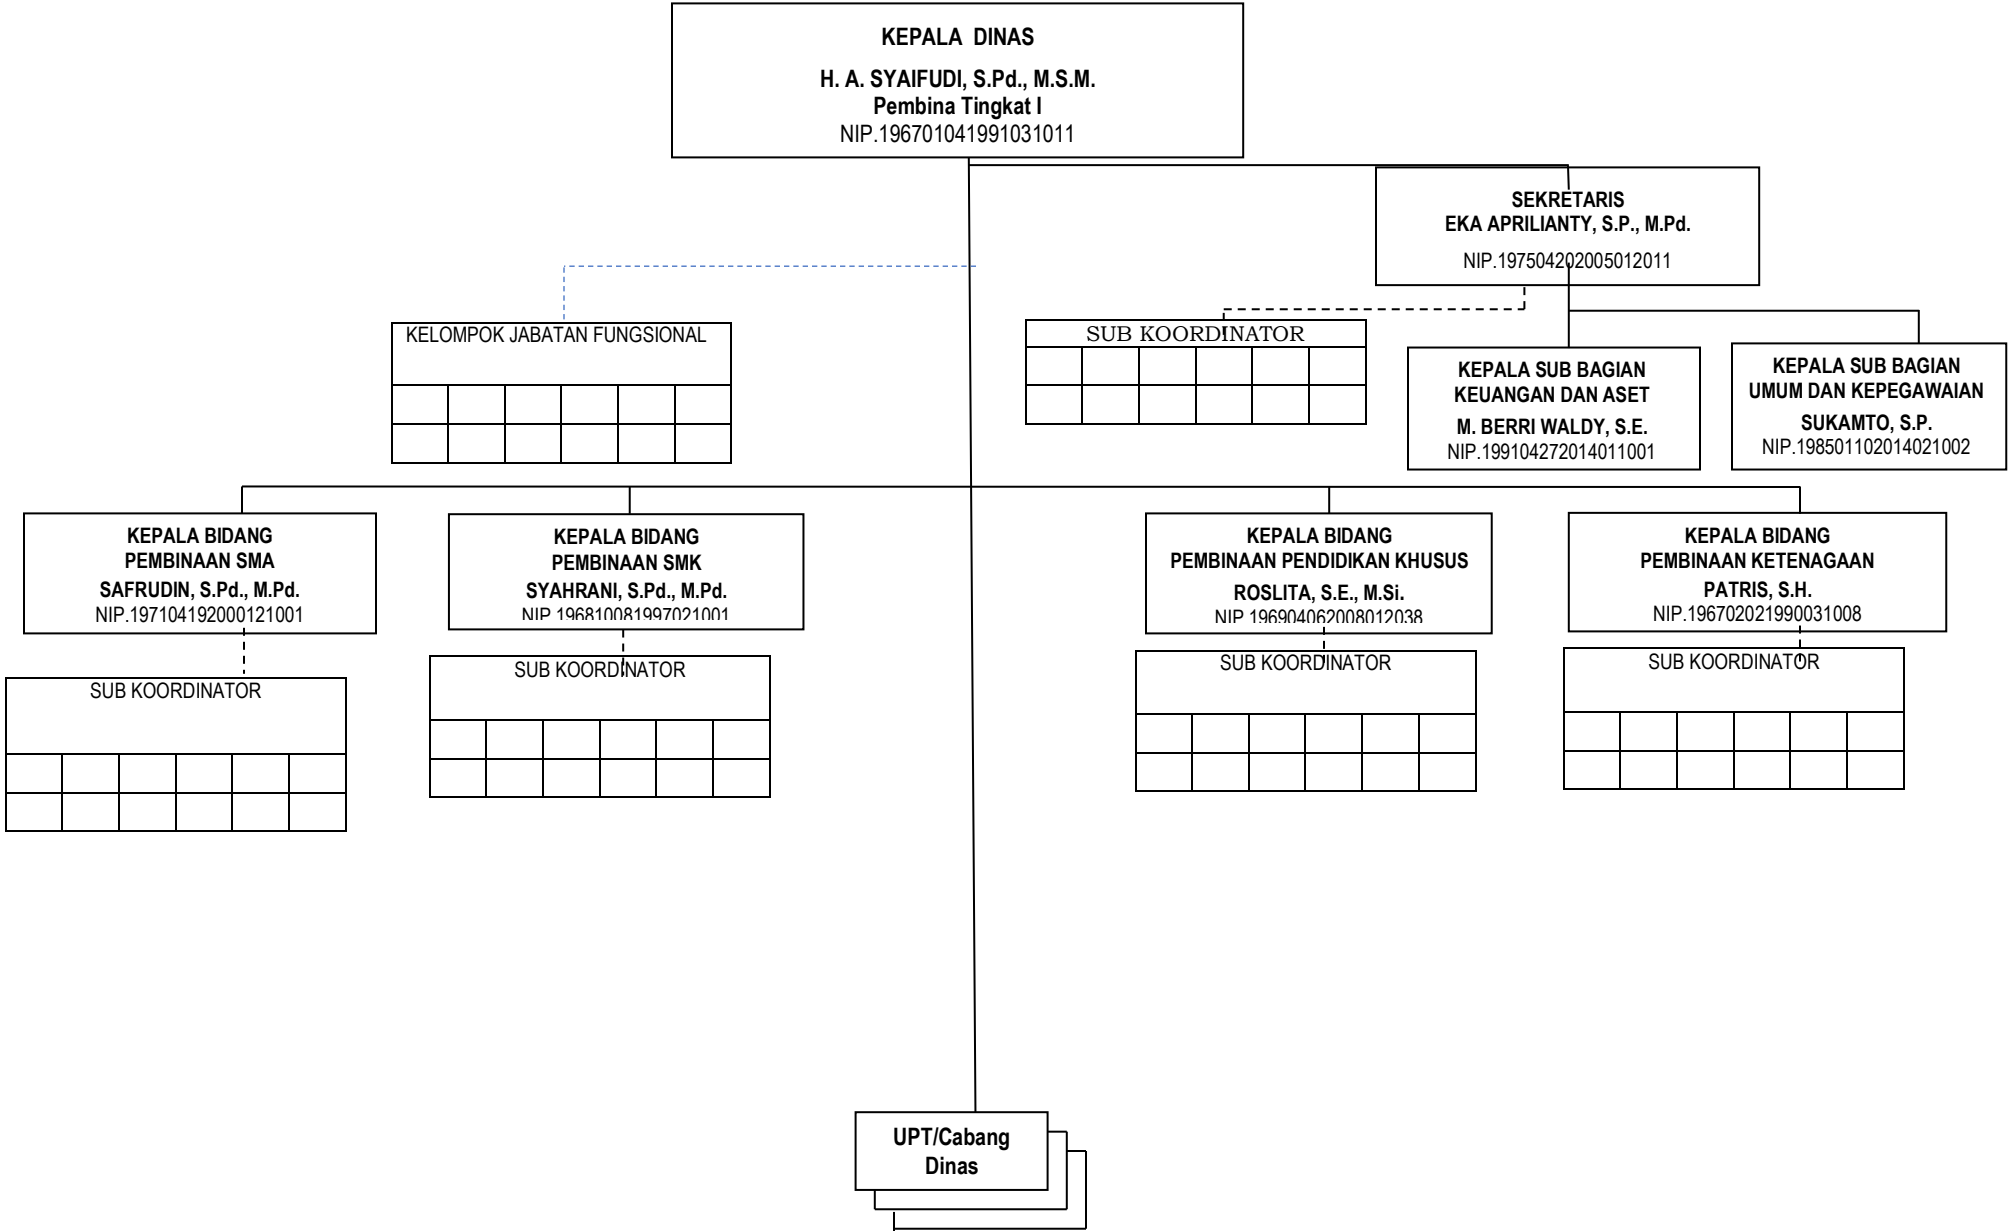 KEPALA DINAS
H. A. SYAIFUDI, S.Pd., M.S.M.
Pembina Tingkat I
NIP.196701041991031011
SEKRETARIS
EKA APRILIANTY, S.P., M.Pd.
NIP.197504202005012011
KELOMPOK JABATAN FUNGSIONAL
SUB KOORDINATOR
KEPALA SUB BAGIAN
KEUANGAN DAN ASET
M. BERRI WALDY, S.E.
NIP.199104272014011001
KEPALA SUB BAGIAN
UMUM DAN KEPEGAWAIAN
SUKAMTO, S.P.
NIP.198501102014021002
KEPALA BIDANG
PEMBINAAN SMA
SAFRUDIN, S.Pd., M.Pd.
NIP.197104192000121001
KEPALA BIDANG
PEMBINAAN SMK
SYAHRANI, S.Pd., M.Pd.
NIP.196810081997021001
KEPALA BIDANG
PEMBINAAN PENDIDIKAN KHUSUS
ROSLITA, S.E., M.Si.
NIP.196904062008012038
KEPALA BIDANG
PEMBINAAN KETENAGAAN
PATRIS, S.H.
NIP.196702021990031008
SUB KOORDINATOR
SUB KOORDINATOR
SUB KOORDINATOR
SUB KOORDINATOR
UPT/Cabang
Dinas